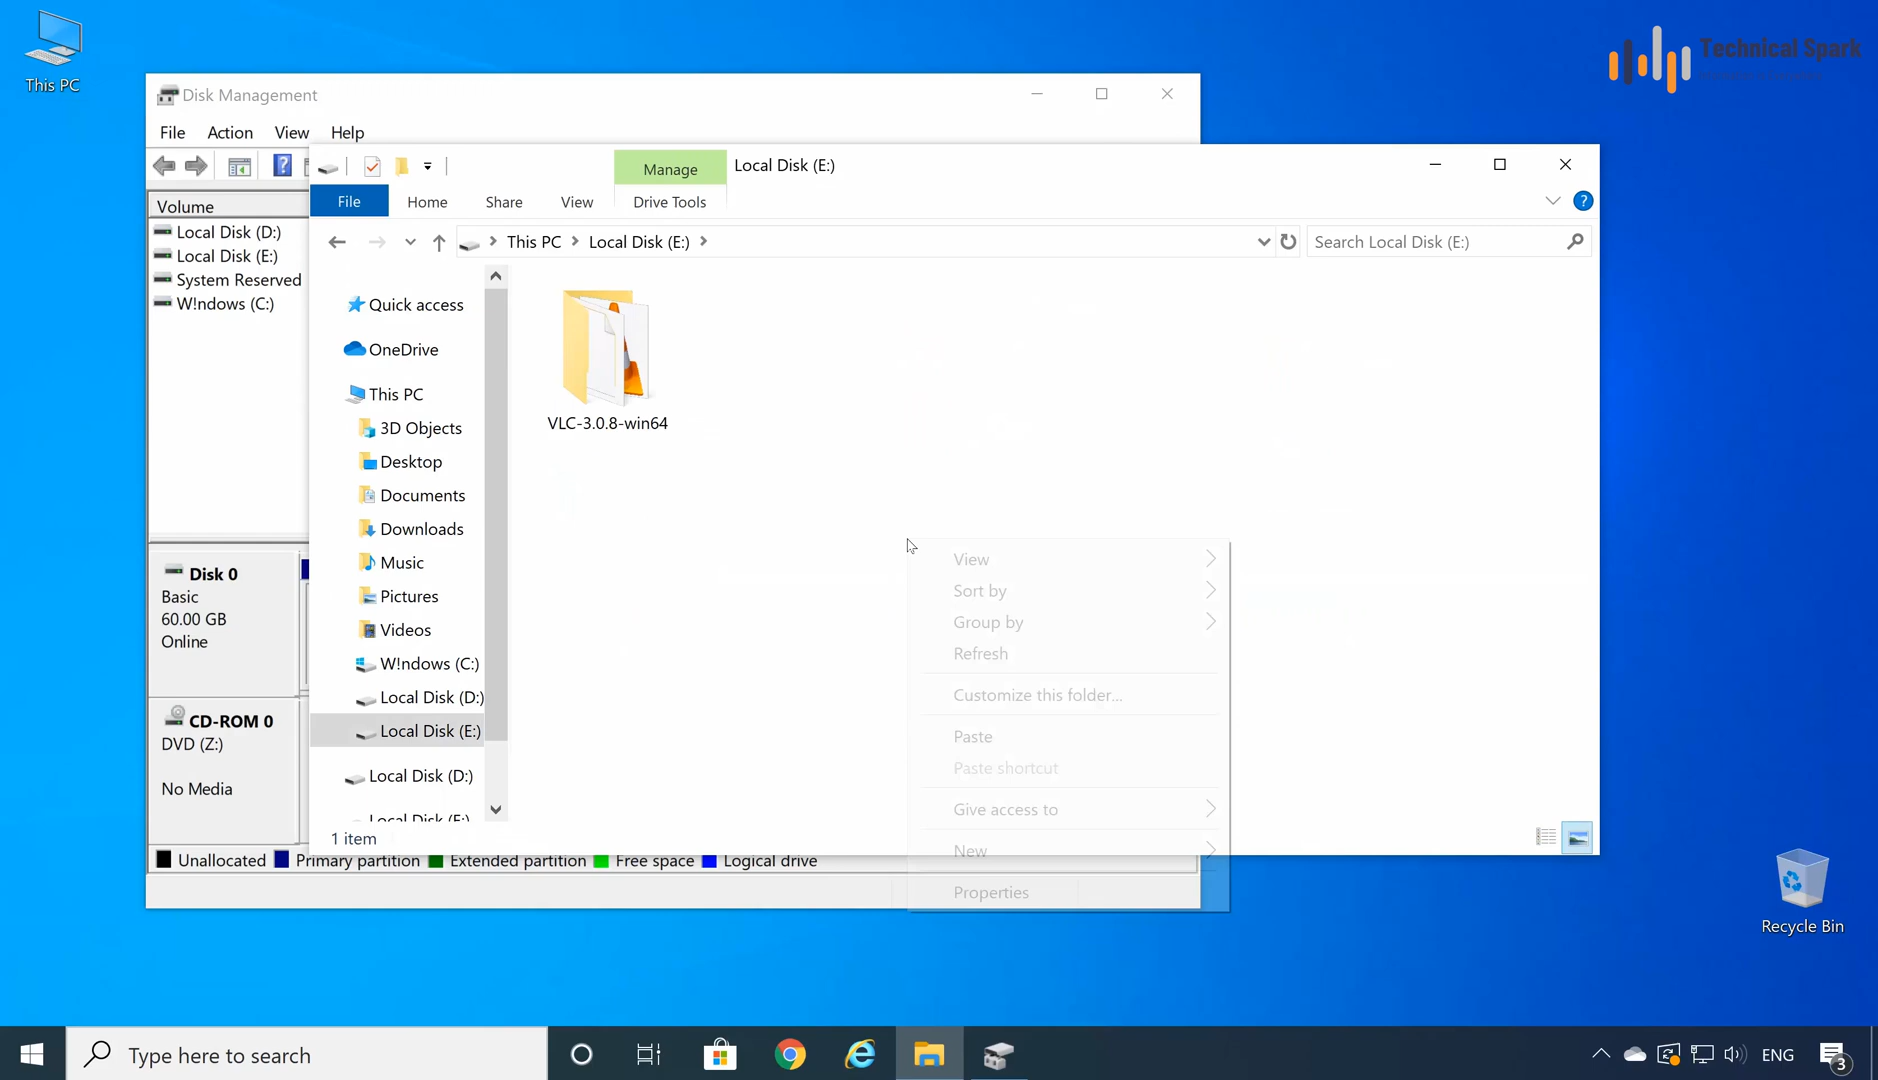 This PC
Technical Spark
Disk Management
File Action View Help
Manage
Local Disk (E:)
File Home Share View Drive Tools
This PC Local Disk (E:)
Search Local Disk (E:)
Volume
Local Disk (D:)
Local Disk (E:)
System Reserved
W!ndows (C:)
Quick access
OneDrive
This PC
3D Objects
Desktop
Documents
Downloads
Music
Pictures
Videos
W!ndows (C:)
Local Disk (D:)
Local Disk (E:)
Local Disk (D:)
Local Disk (E:)
1 item
VLC-3.0.8-win64
View
Sort by
Group by
Refresh
Customize this folder...
Paste
Paste shortcut
Give access to
New
Properties
Disk 0
Basic
60.00 GB
Online
CD-ROM 0
DVD (Z:)
No Media
Unallocated Primary partition Extended partition Free space Logical drive
Recycle Bin
Type here to search
ENG
3